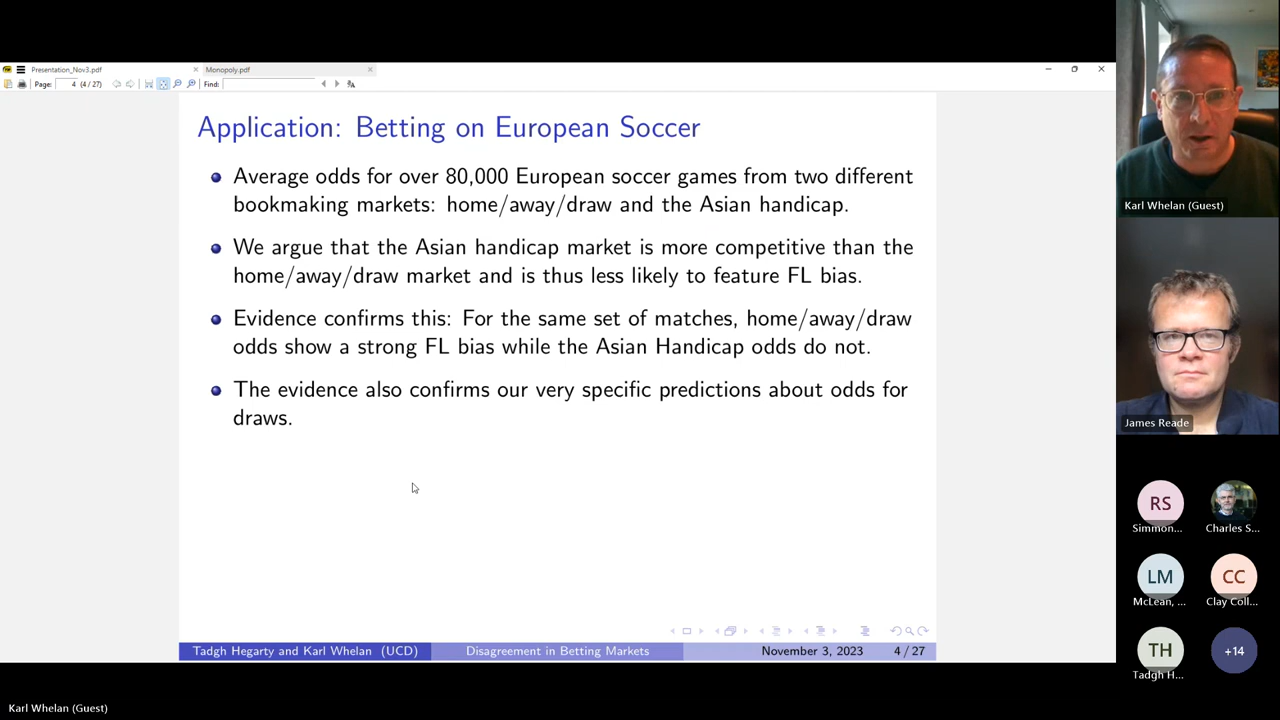 Presentation_Nov3.pdf
Monopoly.pdf
Page: 4 (4 / 27)
Find:
Application: Betting on European Soccer
Average odds for over 80,000 European soccer games from two different
bookmaking markets: home/away/draw and the Asian handicap.
We argue that the Asian handicap market is more competitive than the
home/away/draw market and is thus less likely to feature FL bias.
Evidence confirms this: For the same set of matches, home/away/draw
odds show a strong FL bias while the Asian Handicap odds do not.
The evidence also confirms our very specific predictions about odds for
draws.
Tadgh Hegarty and Karl Whelan (UCD)
Disagreement in Betting Markets
November 3, 2023
4 / 27
Karl Whelan (Guest)
James Reade
RS
Simmon...
Charles S...
LM
McLean, ...
CC
Clay Coll...
TH
Tadgh H...
+14
Karl Whelan (Guest)